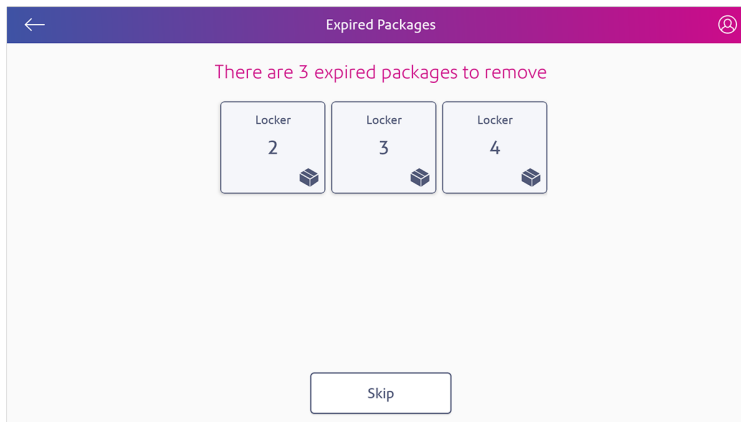 Expired Packages
There are 3 expired packages to remove
Locker Locker Locker
2 3 4
Skip